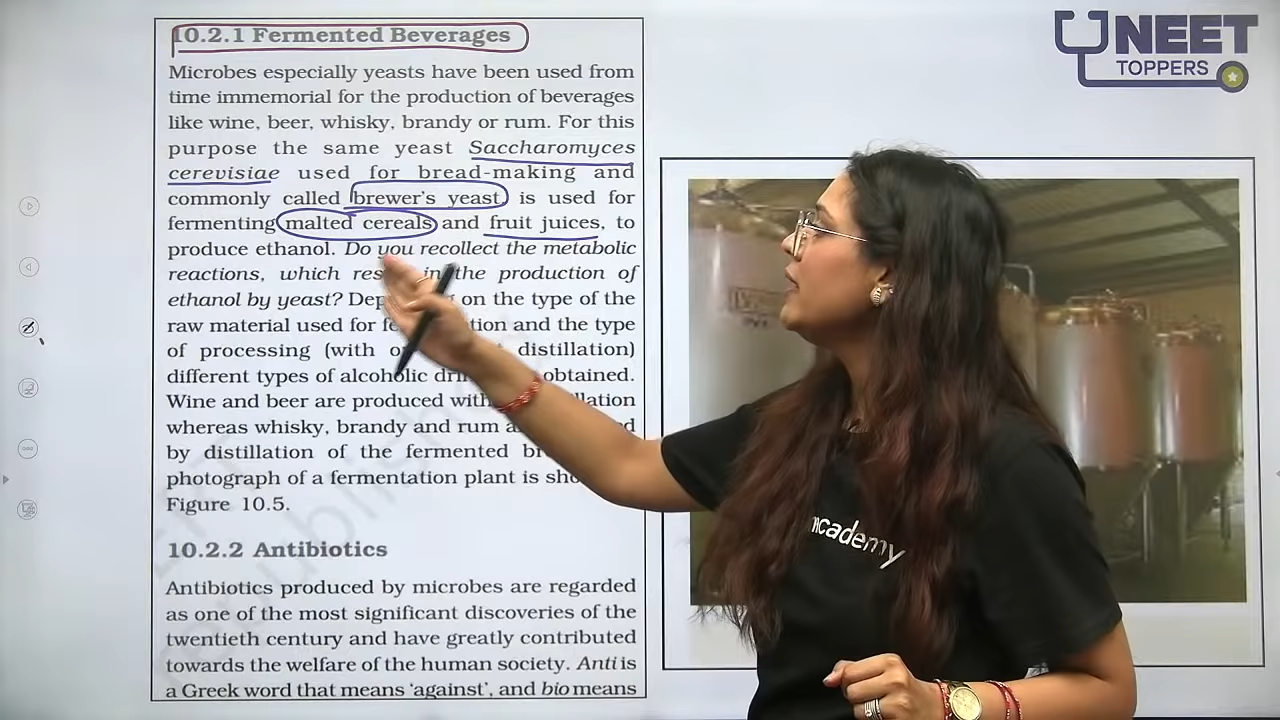 10.2.1 Fermented Beverages
Microbes especially yeasts have been used from
time immemorial for the production of beverages
like wine, beer, whisky, brandy or rum. For this
purpose the same yeast Saccharomyces
cerevisiae used for bread-making and
commonly called brewer's yeast is used for
fermenting malted cereals and fruit juices, to
produce ethanol. Do you recollect the metabolic
reactions, which in the production of
ethanol by yeast? on the type of the
raw material used for and the type
of processing (with distillation)
different types of alcoholic obtained.
Wine and beer are produced
whereas whisky, brandy and rum
by distillation of the fermented
photograph of a fermentation plant is
Figure 10.5.
10.2.2 Antibiotics
Antibiotics produced by microbes are regarded
as one of the most significant discoveries of the
twentieth century and have greatly contributed
towards the welfare of the human society. Anti is
a Greek word that means 'against', and bio means
NEET
TOPPERS